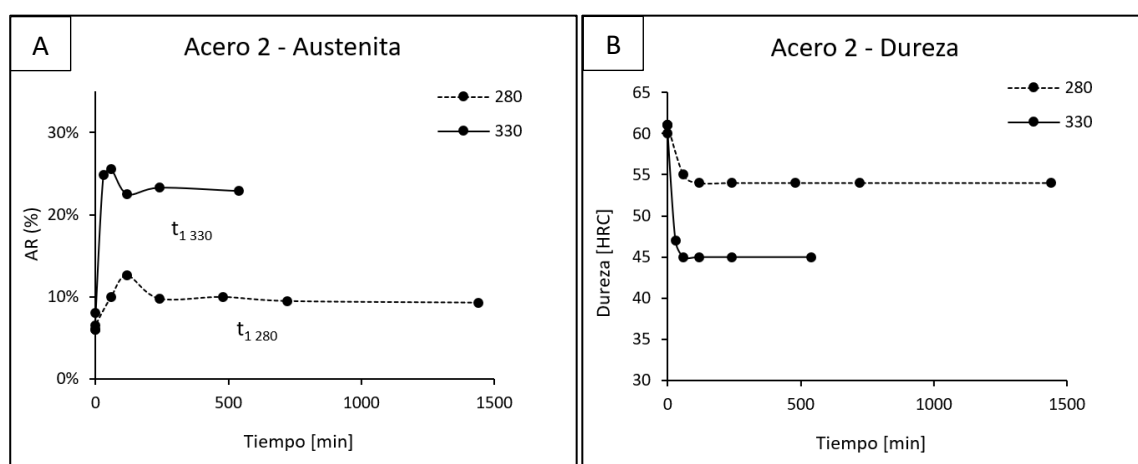 A
Acero 2 - Austenita
280
330
30%
20%
10%
0%
AR (%)
t1 330
t1 280
0
500
1000
1500
Tiempo [min]
B
Acero 2 - Dureza
280
330
65
60
55
50
45
40
35
30
Dureza [HRC]
0
500
1000
1500
Tiempo [min]